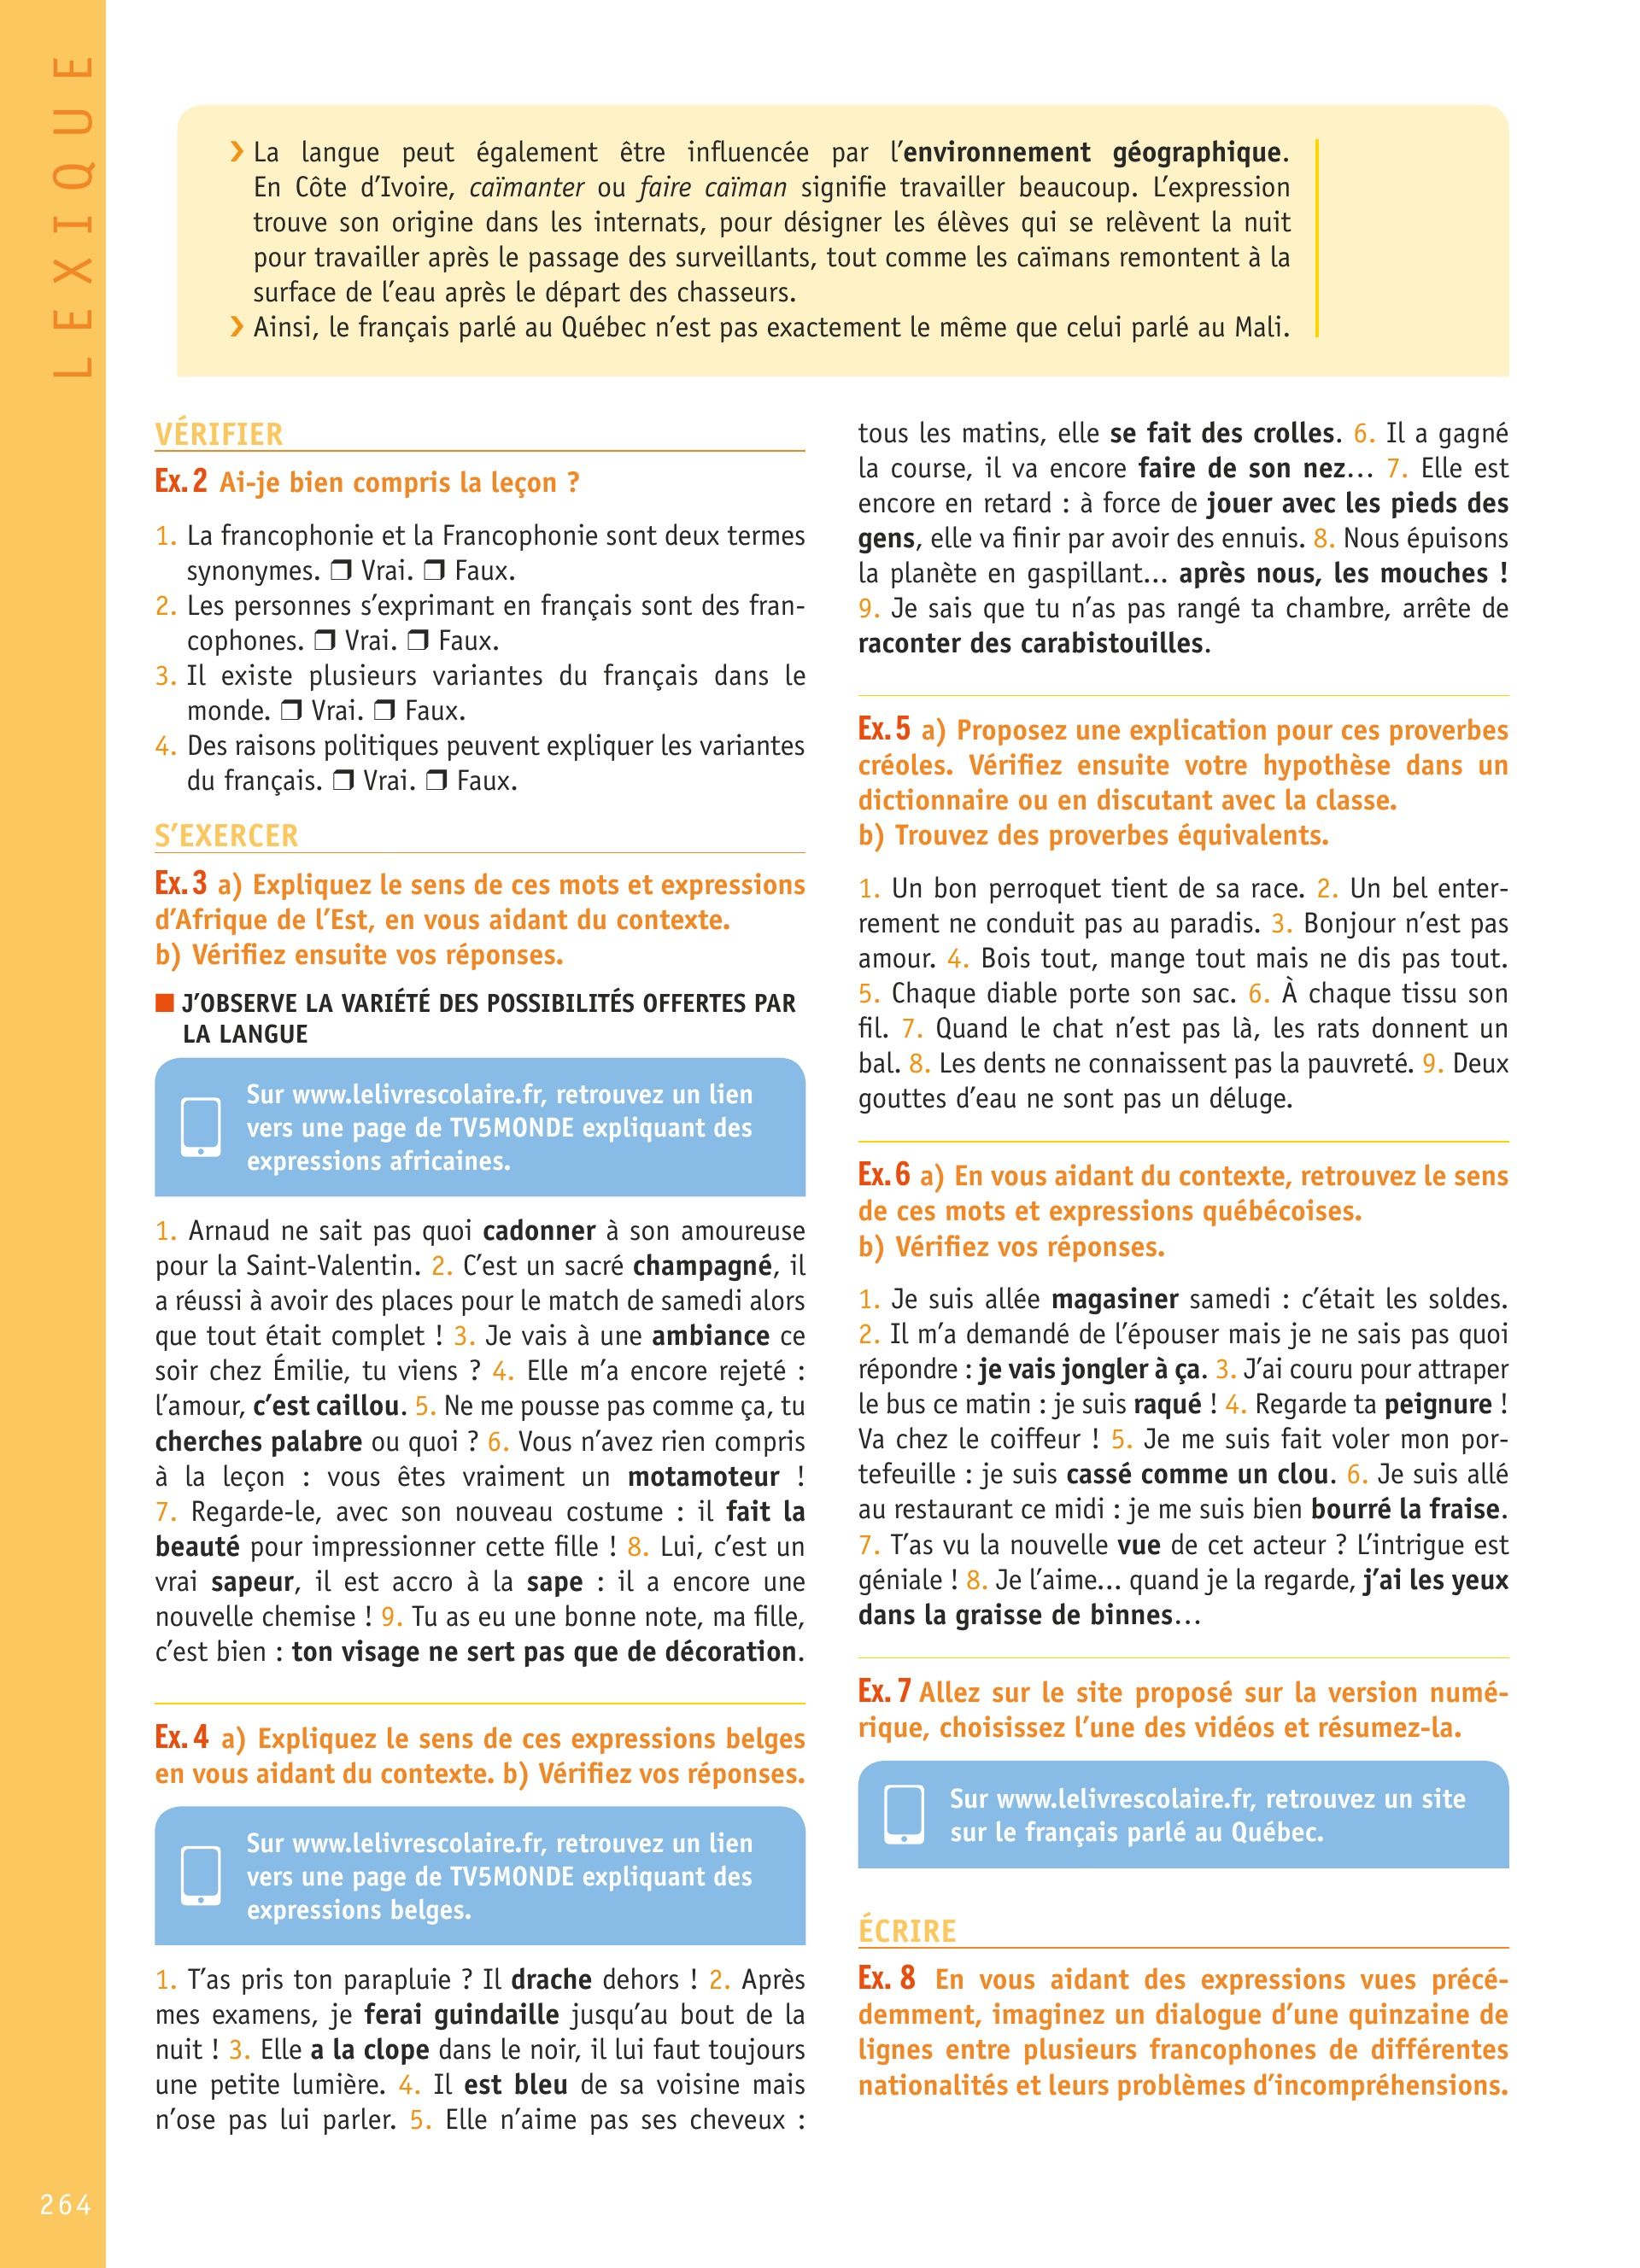 LEXIQUE
› La langue peut également être influencée par l’environnement géographique.
En Côte d’Ivoire, caïmanter ou faire caïman signifie travailler beaucoup. L’expression
trouve son origine dans les internats, pour désigner les élèves qui se relèvent la nuit
pour travailler après le passage des surveillants, tout comme les caïmans remontent à la
surface de l’eau après le départ des chasseurs.
› Ainsi, le français parlé au Québec n’est pas exactement le même que celui parlé au Mali.
VÉRIFIER
Ex. 2 Ai-je bien compris la leçon ?
1. La francophonie et la Francophonie sont deux termes
synonymes. ❒ Vrai. ❒ Faux.
2. Les personnes s’exprimant en français sont des fran-
cophones. ❒ Vrai. ❒ Faux.
3. Il existe plusieurs variantes du français dans le
monde. ❒ Vrai. ❒ Faux.
4. Des raisons politiques peuvent expliquer les variantes
du français. ❒ Vrai. ❒ Faux.
S’EXERCER
Ex. 3 a) Expliquez le sens de ces mots et expressions
d’Afrique de l’Est, en vous aidant du contexte.
b) Vérifiez ensuite vos réponses.
■ J’OBSERVE LA VARIÉTÉ DES POSSIBILITÉS OFFERTES PAR
LA LANGUE
Sur www.lelivrescolaire.fr, retrouvez un lien
vers une page de TV5MONDE expliquant des
expressions africaines.
1. Arnaud ne sait pas quoi cadonner à son amoureuse
pour la Saint-Valentin. 2. C’est un sacré champagné, il
a réussi à avoir des places pour le match de samedi alors
que tout était complet ! 3. Je vais à une ambiance ce
soir chez Émilie, tu viens ? 4. Elle m’a encore rejeté :
l’amour, c’est caillou. 5. Ne me pousse pas comme ça, tu
cherches palabre ou quoi ? 6. Vous n’avez rien compris
à la leçon : vous êtes vraiment un motamoteur !
7. Regarde-le, avec son nouveau costume : il fait la
beauté pour impressionner cette fille ! 8. Lui, c’est un
vrai sapeur, il est accro à la sape : il a encore une
nouvelle chemise ! 9. Tu as eu une bonne note, ma fille,
c’est bien : ton visage ne sert pas que de décoration.
Ex. 4 a) Expliquez le sens de ces expressions belges
en vous aidant du contexte. b) Vérifiez vos réponses.
Sur www.lelivrescolaire.fr, retrouvez un lien
vers une page de TV5MONDE expliquant des
expressions belges.
1. T’as pris ton parapluie ? Il drache dehors ! 2. Après
mes examens, je ferai guindaille jusqu’au bout de la
nuit ! 3. Elle a la clope dans le noir, il lui faut toujours
une petite lumière. 4. Il est bleu de sa voisine mais
n’ose pas lui parler. 5. Elle n’aime pas ses cheveux :
tous les matins, elle se fait des crolles. 6. Il a gagné
la course, il va encore faire de son nez… 7. Elle est
encore en retard : à force de jouer avec les pieds des
gens, elle va finir par avoir des ennuis. 8. Nous épuisons
la planète en gaspillant… après nous, les mouches !
9. Je sais que tu n’as pas rangé ta chambre, arrête de
raconter des carabistouilles.
Ex. 5 a) Proposez une explication pour ces proverbes
créoles. Vérifiez ensuite votre hypothèse dans un
dictionnaire ou en discutant avec la classe.
b) Trouvez des proverbes équivalents.
1. Un bon perroquet tient de sa race. 2. Un bel enter-
rement ne conduit pas au paradis. 3. Bonjour n’est pas
amour. 4. Bois tout, mange tout mais ne dis pas tout.
5. Chaque diable porte son sac. 6. À chaque tissu son
fil. 7. Quand le chat n’est pas là, les rats donnent un
bal. 8. Les dents ne connaissent pas la pauvreté. 9. Deux
gouttes d’eau ne sont pas un déluge.
Ex. 6 a) En vous aidant du contexte, retrouvez le sens
de ces mots et expressions québécoises.
b) Vérifiez vos réponses.
1. Je suis allée magasiner samedi : c’était les soldes.
2. Il m’a demandé de l’épouser mais je ne sais pas quoi
répondre : je vais jongler à ça. 3. J’ai couru pour attraper
le bus ce matin : je suis raqué ! 4. Regarde ta peignure !
Va chez le coiffeur ! 5. Je me suis fait voler mon por-
tefeuille : je suis cassé comme un clou. 6. Je suis allé
au restaurant ce midi : je me suis bien bourré la fraise.
7. T’as vu la nouvelle vue de cet acteur ? L’intrigue est
géniale ! 8. Je l’aime… quand je la regarde, j’ai les yeux
dans la graisse de binnes…
Ex. 7 Allez sur le site proposé sur la version numé-
rique, choisissez l’une des vidéos et résumez-la.
Sur www.lelivrescolaire.fr, retrouvez un site
sur le français parlé au Québec.
ÉCRIRE
Ex. 8 En vous aidant des expressions vues précé-
demment, imaginez un dialogue d’une quinzaine de
lignes entre plusieurs francophones de différentes
nationalités et leurs problèmes d’incompréhensions.
264